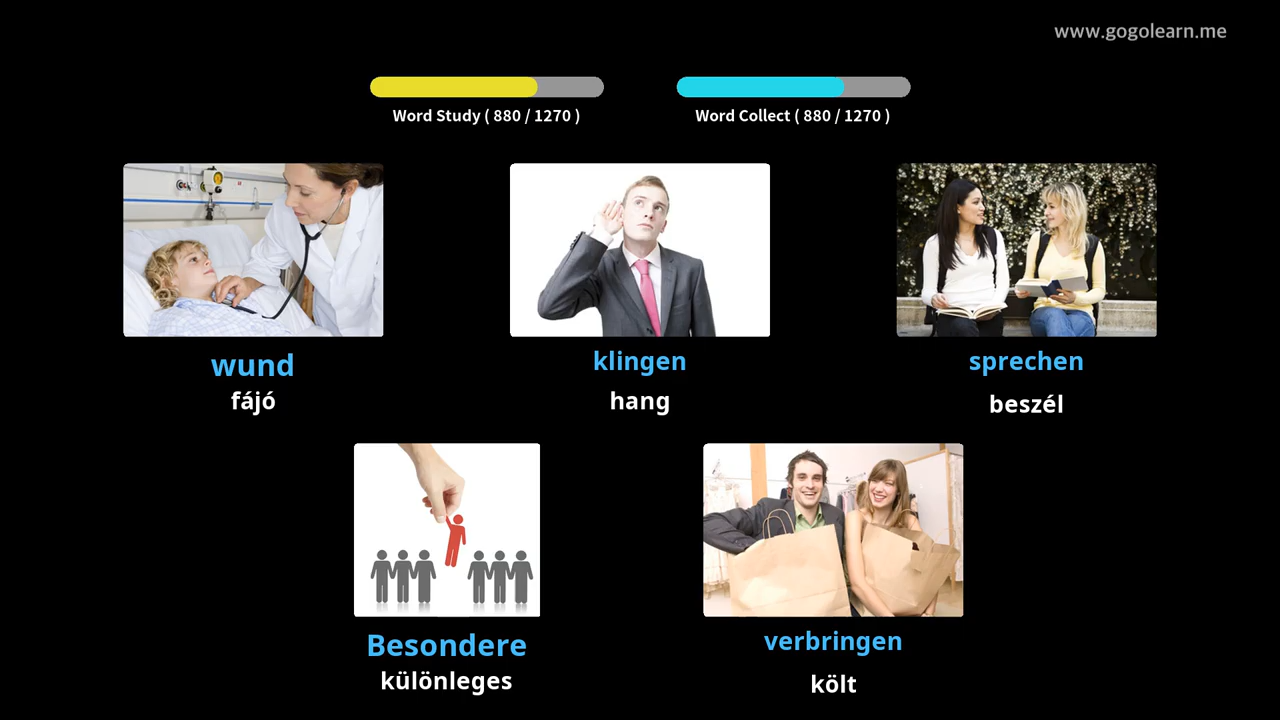 www.gogolearn.me
Word Study ( 880 / 1270 )
Word Collect ( 880 / 1270 )
wund
fájó
klingen
hang
sprechen
beszél
Besondere
különleges
verbringen
költ